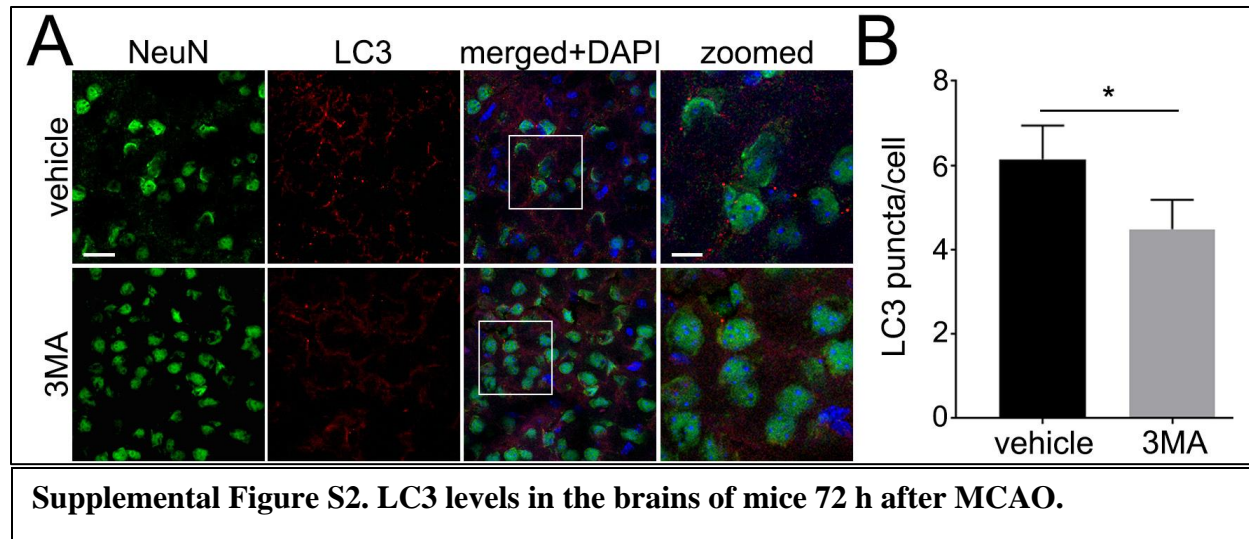 A
B
NeuN LC3 merged+DAPI zoomed
vehicle
3MA
LC3 puncta/cell
8
6
4
2
0
*
vehicle 3MA
Supplemental Figure S2. LC3 levels in the brains of mice 72 h after MCAO.